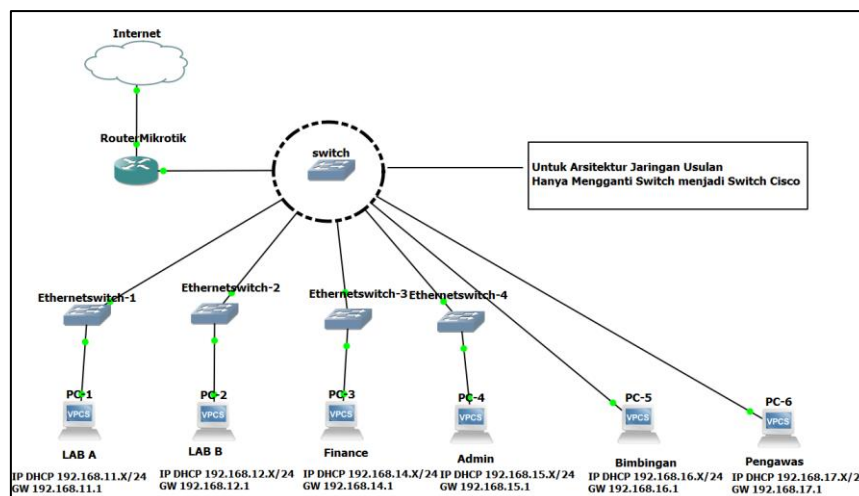 Internet
RouterMikrotik
switch
Untuk Arsitektur Jaringan Usulan
Hanya Mengganti Switch menjadi Switch Cisco
Ethernetswitch-1
Ethernetswitch-2
Ethernetswitch-3
Ethernetswitch-4
PC-1
VPCS
LAB A
IP DHCP 192.168.11.X/24
GW 192.168.11.1
PC-2
VPCS
LAB B
IP DHCP 192.168.12.X/24
GW 192.168.12.1
PC-3
VPCS
Finance
IP DHCP 192.168.14.X/24
GW 192.168.14.1
PC-4
VPCS
Admin
IP DHCP 192.168.15.X/24
GW 192.168.15.1
PC-5
VPCS
Bimbingan
IP DHCP 192.168.16.X/24
GW 192.168.16.1
PC-6
VPCS
Pengawas
IP DHCP 192.168.17.X/2
GW 192.168.17.1